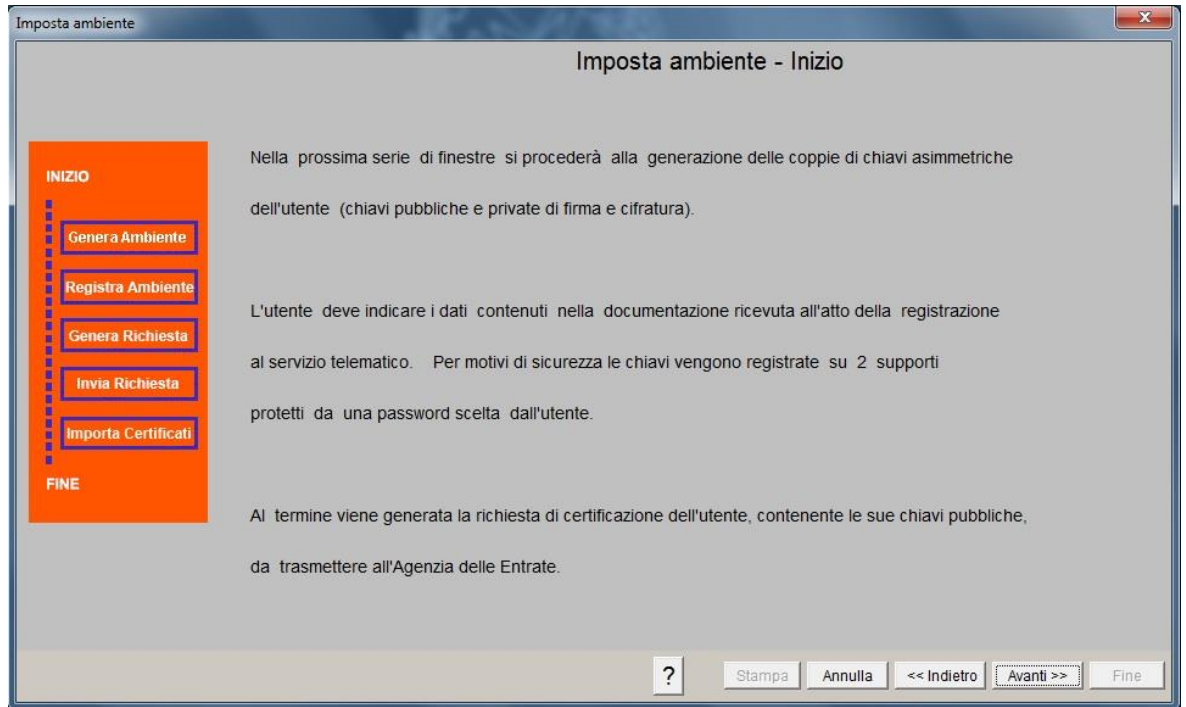 Imposta ambiente
Imposta ambiente - Inizio
INIZIO
Genera Ambiente
Registra Ambiente
Genera Richiesta
Invia Richiesta
Importa Certificati
FINE
Nella prossima serie di finestre si procederà alla generazione delle coppie di chiavi asimmetriche
dell'utente (chiavi pubbliche e private di firma e cifratura).
L'utente deve indicare i dati contenuti nella documentazione ricevuta all'atto della registrazione
al servizio telematico. Per motivi di sicurezza le chiavi vengono registrate su 2 supporti
protetti da una password scelta dall'utente.
Al termine viene generata la richiesta di certificazione dell'utente, contenente le sue chiavi pubbliche,
da trasmettere all'Agenzia delle Entrate.
? Stampa Annulla << Indietro Avanti >> Fine